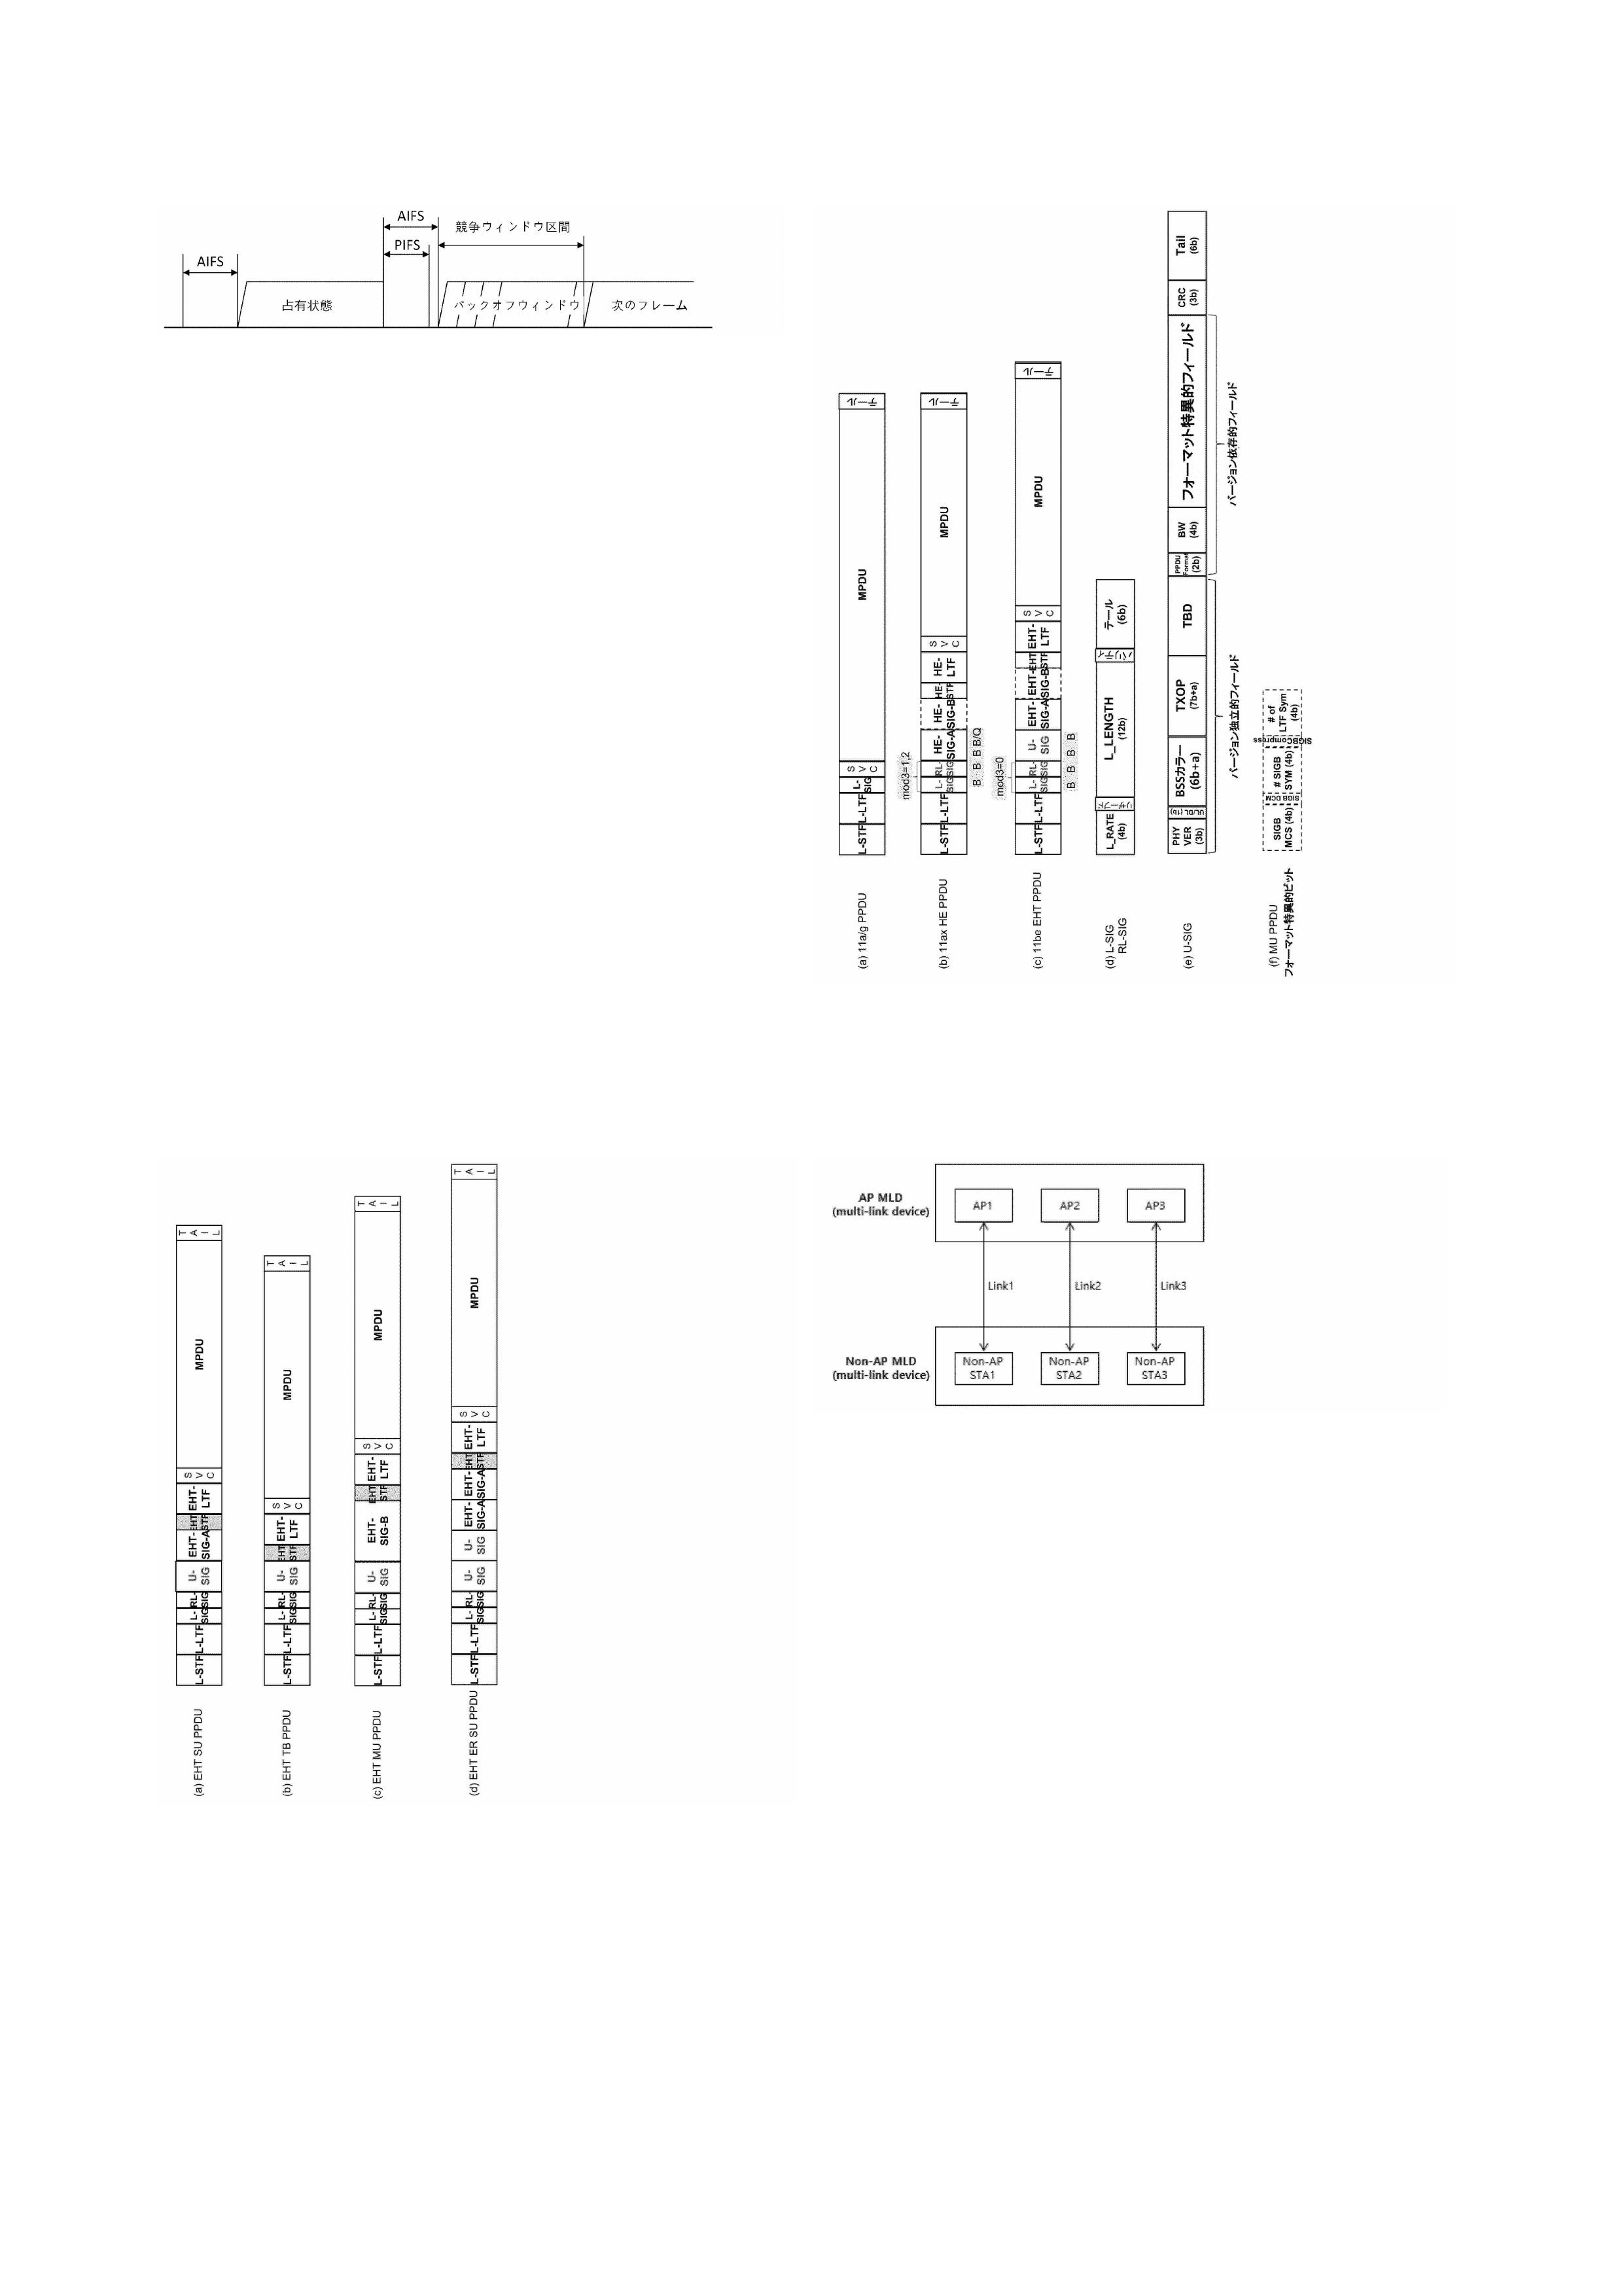 AIFS
競争ウィンドウ区間
PIFS
AIFS
占有状態
バックオフウィンドウ
次のフレーム
(a) 11a/g PPDU
L-STF
L-LTF
L-
SIG
S V C
MPDU
テール
(b) 11ax HE PPDU
L-STF
L-LTF
L-
SIG
RL-
SIG
HE-
SIG-A
HE-
SIG-B
HE-
STF
HE-
LTF
S V C
MPDU
テール
mod3=1,2
B B B B/Q
(c) 11be EHT PPDU
L-STF
L-LTF
L-
SIG
RL-
SIG
U-
SIG
EHT-
SIG-A
EHT-
SIG-B
EHT
STF
EHT-
LTF
S V C
MPDU
テール
mod3=0
B B B B
(d) L-SIG
RL-SIG
L_RATE
(4b)
リザーブド
L_LENGTH
(12b)
パリティ
テール
(6b)
(e) U-SIG
PHY
VER
(3b)
UL/DL (1b)
BSSカラー
(6b+a)
TXOP
(7b+a)
TBD
PPDU
Format
(2b)
BW
(4b)
フォーマット特異的フィールド
CRC
(3b)
Tail
(6b)
バージョン独立的フィールド
バージョン依存的フィールド
(f) MU PPDU
フォーマット特異的ビット
SIGB
MCS (4b)
SIGB DCM
# SIGB
SYM (4b)
SIGBCompress
# of
LTF Sym
(4b)
(a) EHT SU PPDU
L-STF
L-LTF
L-
SIG
RL-
SIG
U-
SIG
EHT-
SIG-A
EHT
STF
EHT-
LTF
S V C
MPDU
T A I L
(b) EHT TB PPDU
L-STF
L-LTF
L-
SIG
RL-
SIG
U-
SIG
EHT
STF
EHT-
LTF
S V C
MPDU
T A I L
(c) EHT MU PPDU
L-STF
L-LTF
L-
SIG
RL-
SIG
U-
SIG
EHT-
SIG-B
EHT
STF
EHT-
LTF
S V C
MPDU
T A I L
(d) EHT ER SU PPDU
L-STF
L-LTF
L-
SIG
RL-
SIG
U-
SIG
U-
SIG
EHT-
SIG-A
EHT-
SIG-A
EHT
STF
EHT-
LTF
S V C
MPDU
T A I L
AP MLD
(multi-link device)
AP1
AP2
AP3
Link1
Link2
Link3
Non-AP MLD
(multi-link device)
Non-AP
STA1
Non-AP
STA2
Non-AP
STA3